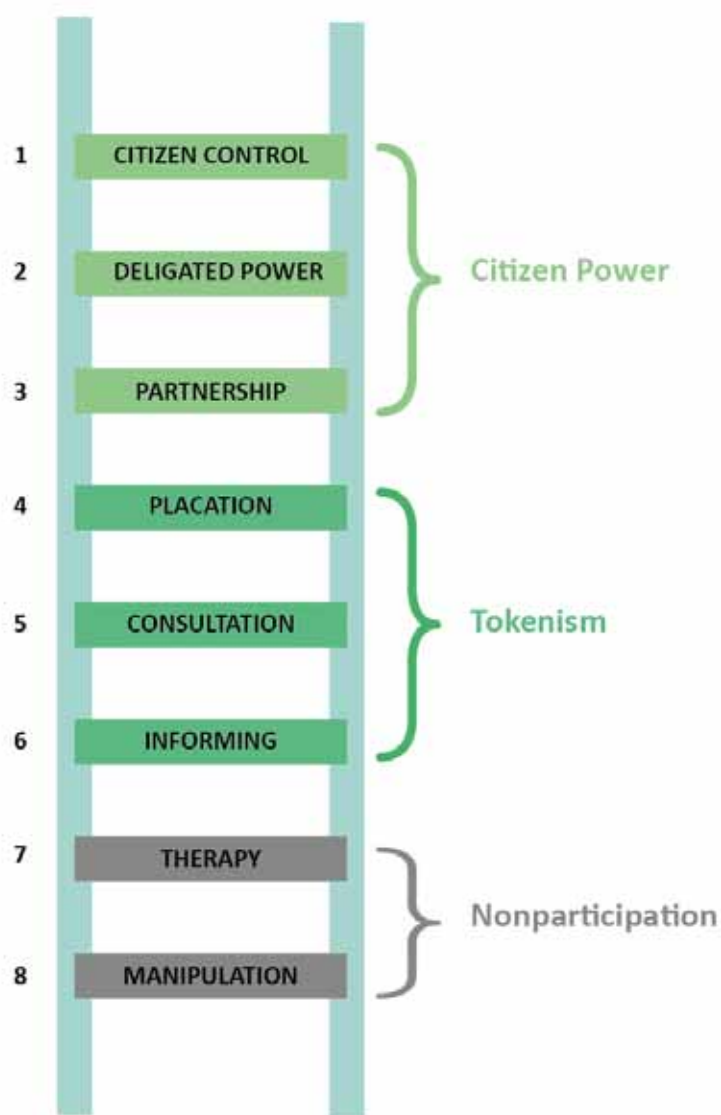 1 CITIZEN CONTROL
2 DELIGATED POWER
Citizen Power
3 PARTNERSHIP
4 PLACATION
5 CONSULTATION
Tokenism
6 INFORMING
7 THERAPY
Nonparticipation
8 MANIPULATION